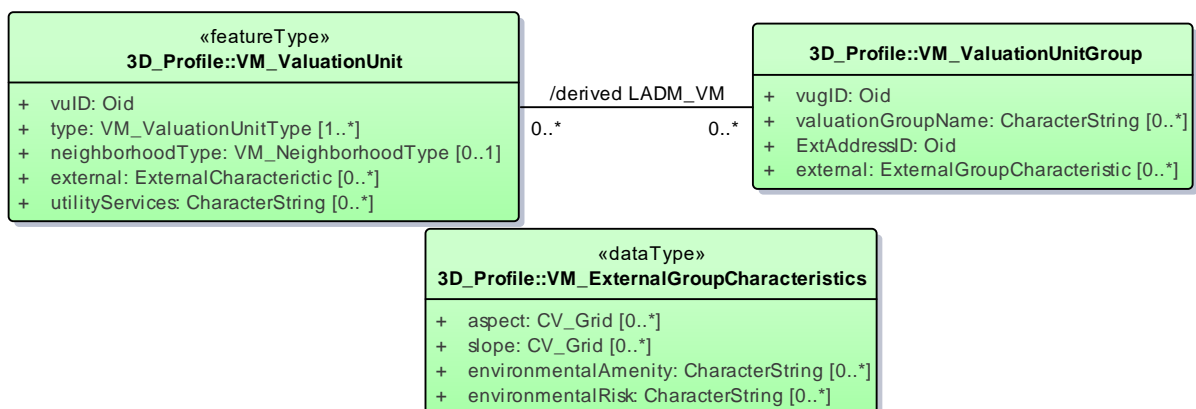 «featureType»
3D_Profile::VM_ValuationUnit
+ vuID: Oid
+ type: VM_ValuationUnitType [1..*]
+ neighborhoodType: VM_NeighborhoodType [0..1]
+ external: ExternalCharacterictic [0..*]
+ utilityServices: CharacterString [0..*]
/derived LADM_VM
0..* 0..*
3D_Profile::VM_ValuationUnitGroup
+ vugID: Oid
+ valuationGroupName: CharacterString [0..*]
+ ExtAddressID: Oid
+ external: ExternalGroupCharacteristic [0..*]
«dataType»
3D_Profile::VM_ExternalGroupCharacteristics
+ aspect: CV_Grid [0..*]
+ slope: CV_Grid [0..*]
+ environmentalAmenity: CharacterString [0..*]
+ environmentalRisk: CharacterString [0..*]